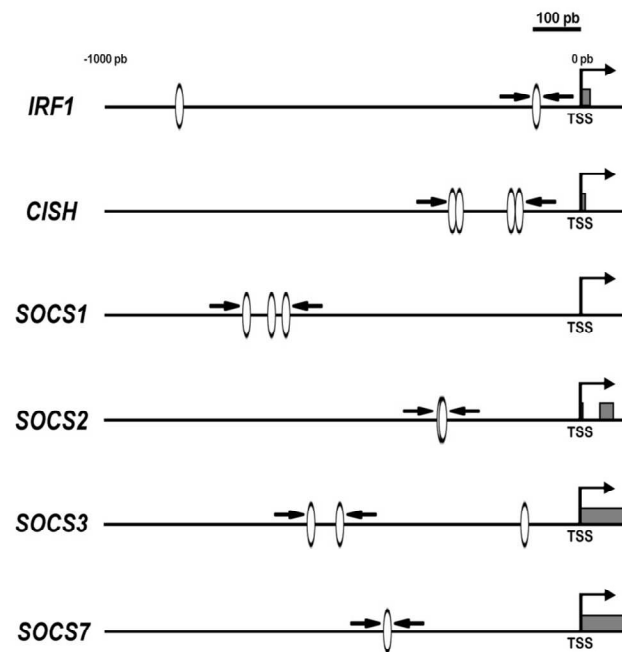 100 pb
-1000 pb 0 pb
IRF1
TSS
CISH
TSS
SOCS1
TSS
SOCS2
TSS
SOCS3
TSS
SOCS7
TSS